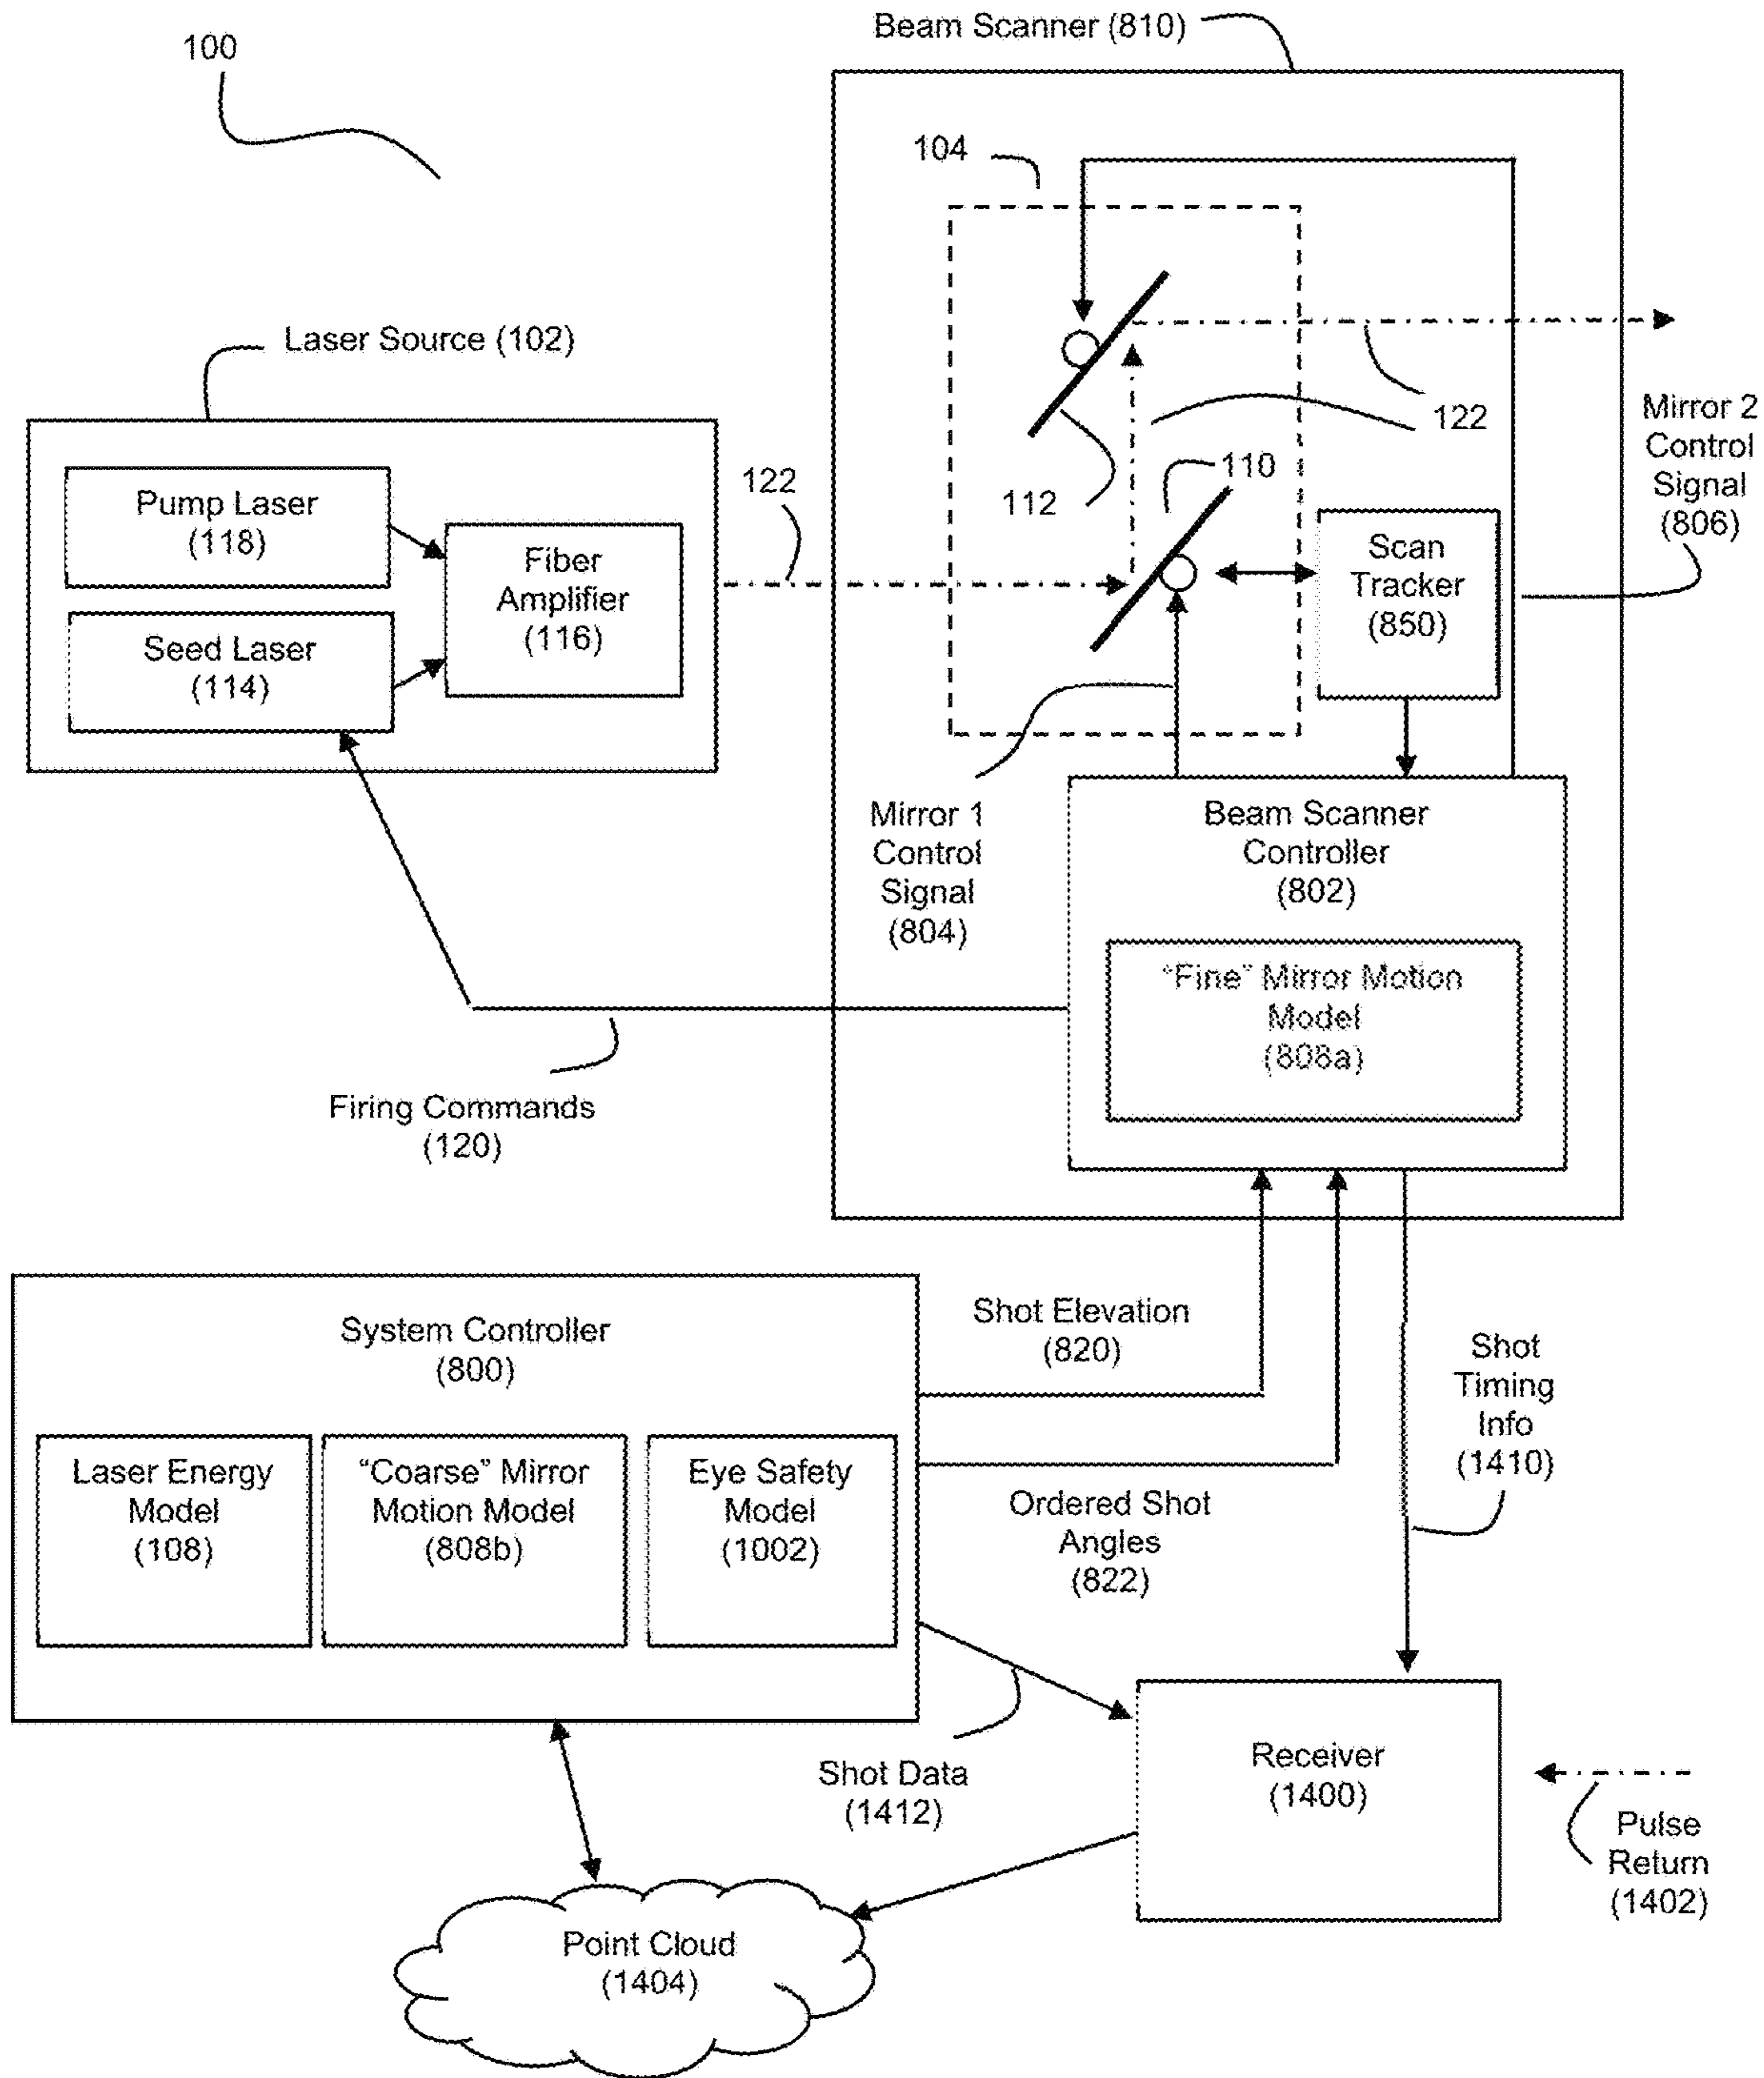 100
Beam Scanner (810)
104
Laser Source (102)
Pump Laser
(118)
Seed Laser
(114)
Fiber
Amplifier
(116)
122
112
110
122
Scan
Tracker
(850)
Mirror 2
Control
Signal
(806)
Mirror 1
Control
Signal
(804)
Beam Scanner
Controller
(802)
"Fine" Mirror Motion
Model
(808a)
Firing Commands
(120)
System Controller
(800)
Laser Energy
Model
(108)
“Coarse” Mirror
Motion Model
(808b)
Eye Safety
Model
(1002)
Shot Elevation
(820)
Ordered Shot
Angles
(822)
Shot
Timing
Info
(1410)
Shot Data
(1412)
Receiver
(1400)
Pulse
Return
(1402)
Point Cloud
(1404)